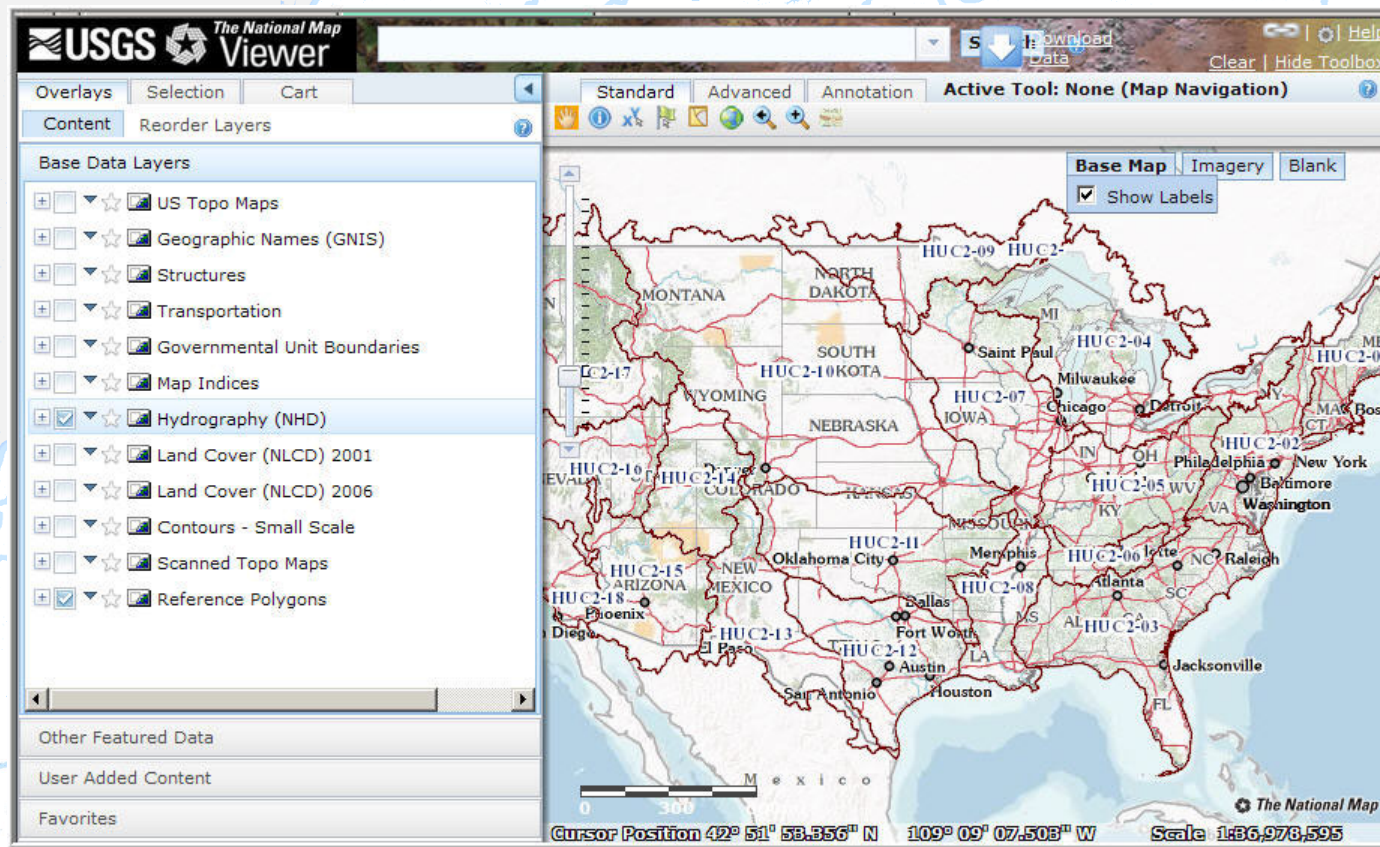 USGS The National Map Viewer
Download Data
Help
Clear | Hide Toolbox
Overlays Selection Cart
Standard Advanced Annotation Active Tool: None (Map Navigation)
Content Reorder Layers
Base Data Layers
Base Map Imagery Blank
Show Labels
US Topo Maps
Geographic Names (GNIS)
Structures
Transportation
Governmental Unit Boundaries
Map Indices
Hydrography (NHD)
Land Cover (NLCD) 2001
Land Cover (NLCD) 2006
Contours - Small Scale
Scanned Topo Maps
Reference Polygons
Other Featured Data
User Added Content
Favorites
HUC2-09 HUC2-
NORTH DAKOTA
MONTANA
MI
Saint Paul
HUC2-04
SOUTH
HUC2-10KOTA
C2-17
WYOMING
Milwaukee
HUC2-07
Chicago
Detroit
IOWA
NEBRASKA
MA
CT
HUC2-02
IN
OH
Philadelphia
New York
HUC2-16
HUC2-14
COLORADO
KANSAS
HUC2-05
WV
Baltimore
KY
VA
Washington
MISSOURI
HUC2-11
Oklahoma City
Memphis
HUC2-06
NC
Raleigh
HUC2-15
ARIZONA
NEW MEXICO
HUC2-18
Phoenix
HUC2-08
Atlanta
SC
Dallas
MS
AL
HUC2-03
Diego
HUC2-13
El Paso
Fort Worth
HUC2-12
LA
Austin
Jacksonville
San Antonio
Houston
FL
Mexico
0 300
The National Map
Cursor Position 42° 51' 53.356" N 109° 09' 07.503" W Scale 1:36,978,595